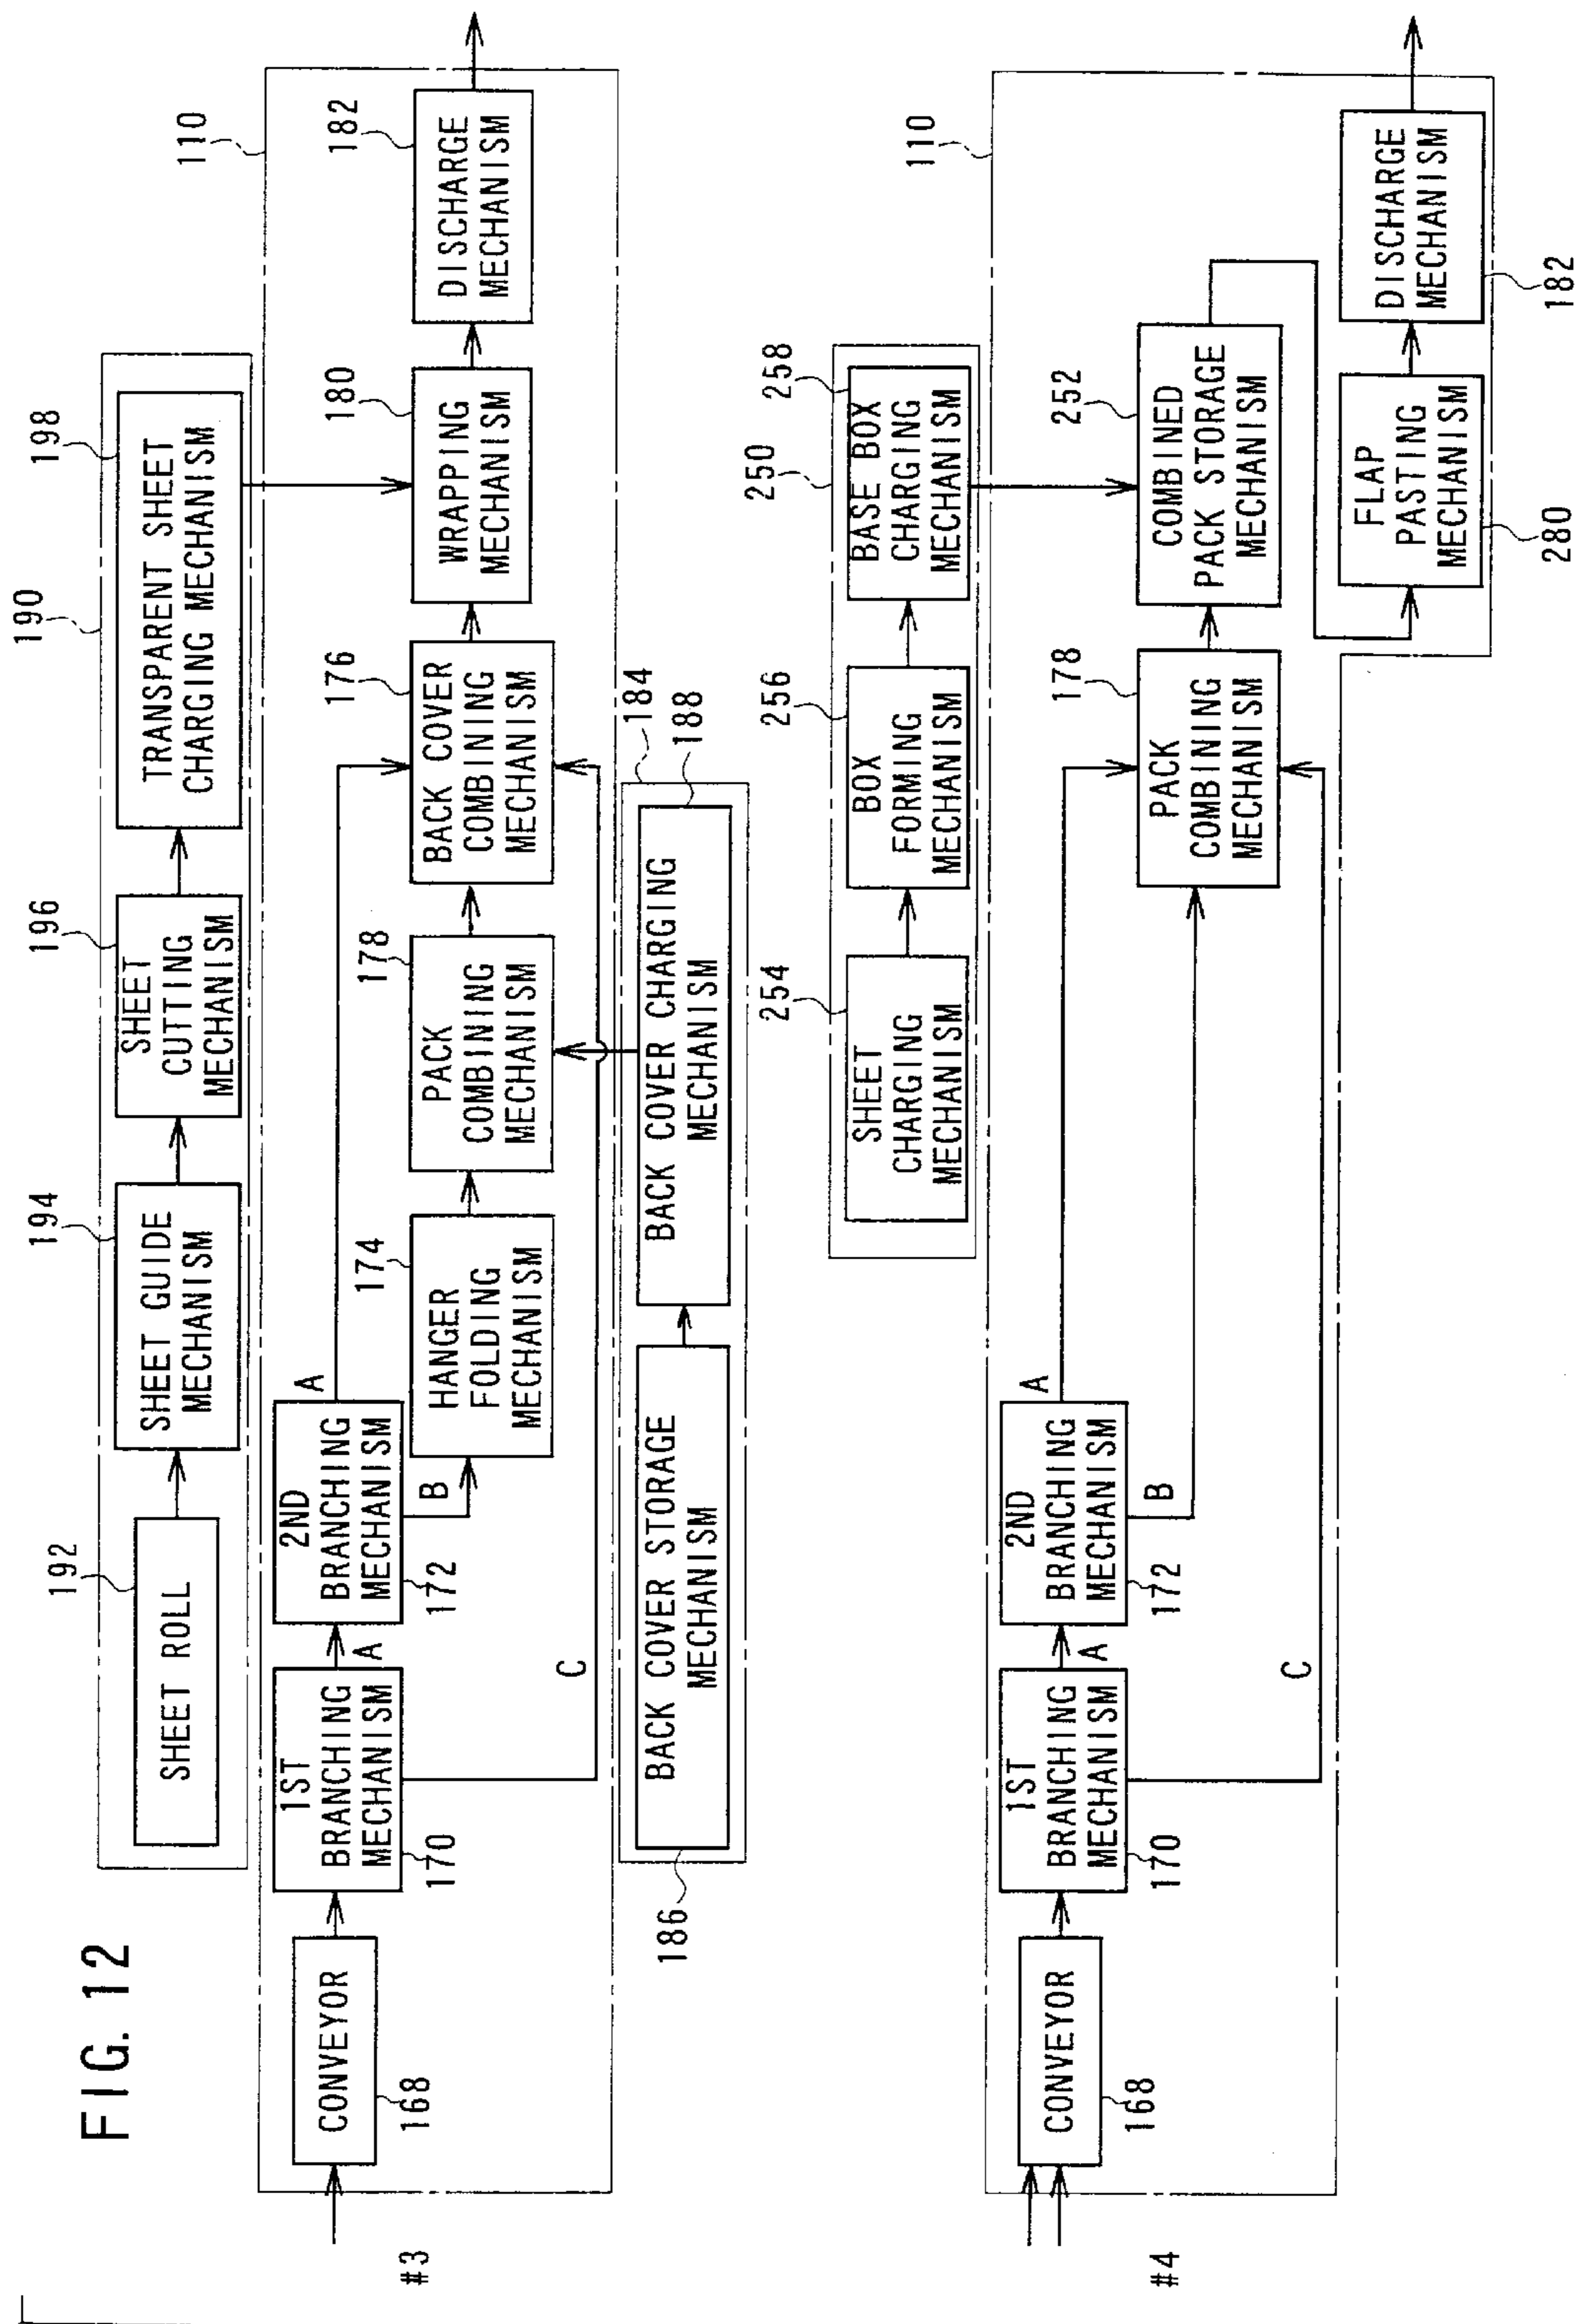 FIG. 12
190
192
SHEET ROLL
194
SHEET GUIDE
MECHANISM
196
SHEET
CUTTING
MECHANISM
198
TRANSPARENT SHEET
CHARGING MECHANISM
110
#3
CONVEYOR
168
1ST
BRANCHING
MECHANISM
170
A
2ND
BRANCHING
MECHANISM
172
A
B
C
174
HANGER
FOLDING
MECHANISM
178
PACK
COMBINING
MECHANISM
176
BACK COVER
COMBINING
MECHANISM
180
WRAPPING
MECHANISM
182
DISCHARGE
MECHANISM
184
186
BACK COVER STORAGE
MECHANISM
188
BACK COVER CHARGING
MECHANISM
250
254
SHEET
CHARGING
MECHANISM
256
BOX
FORMING
MECHANISM
258
BASE BOX
CHARGING
MECHANISM
110
#4
CONVEYOR
168
1ST
BRANCHING
MECHANISM
170
A
2ND
BRANCHING
MECHANISM
172
A
B
C
178
PACK
COMBINING
MECHANISM
252
COMBINED
PACK STORAGE
MECHANISM
FLAP
PASTING
MECHANISM
280
DISCHARGE
MECHANISM
182